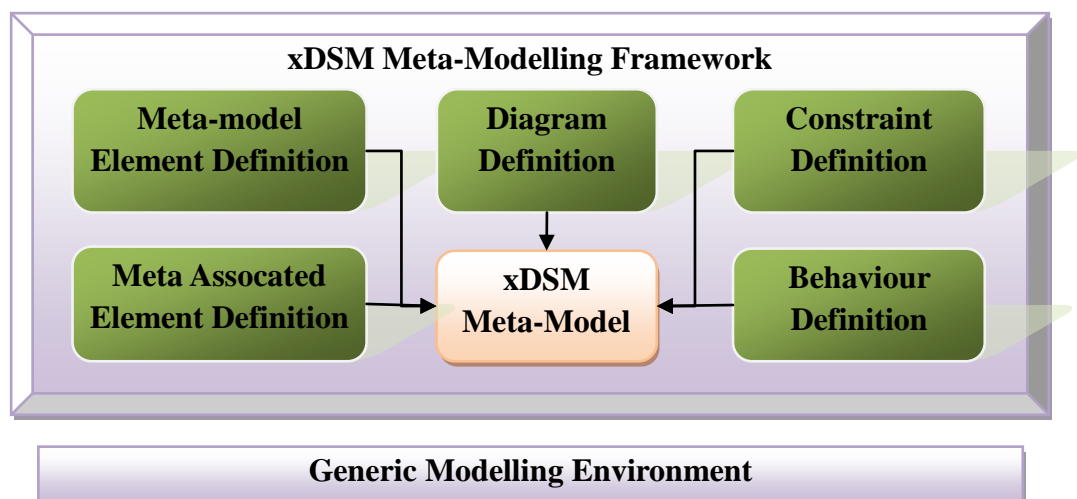 xDSM Meta-Modelling Framework
Meta-model
Element Definition
Diagram
Definition
Constraint
Definition
Meta Assocated
Element Definition
xDSM
Meta-Model
Behaviour
Definition
Generic Modelling Environment